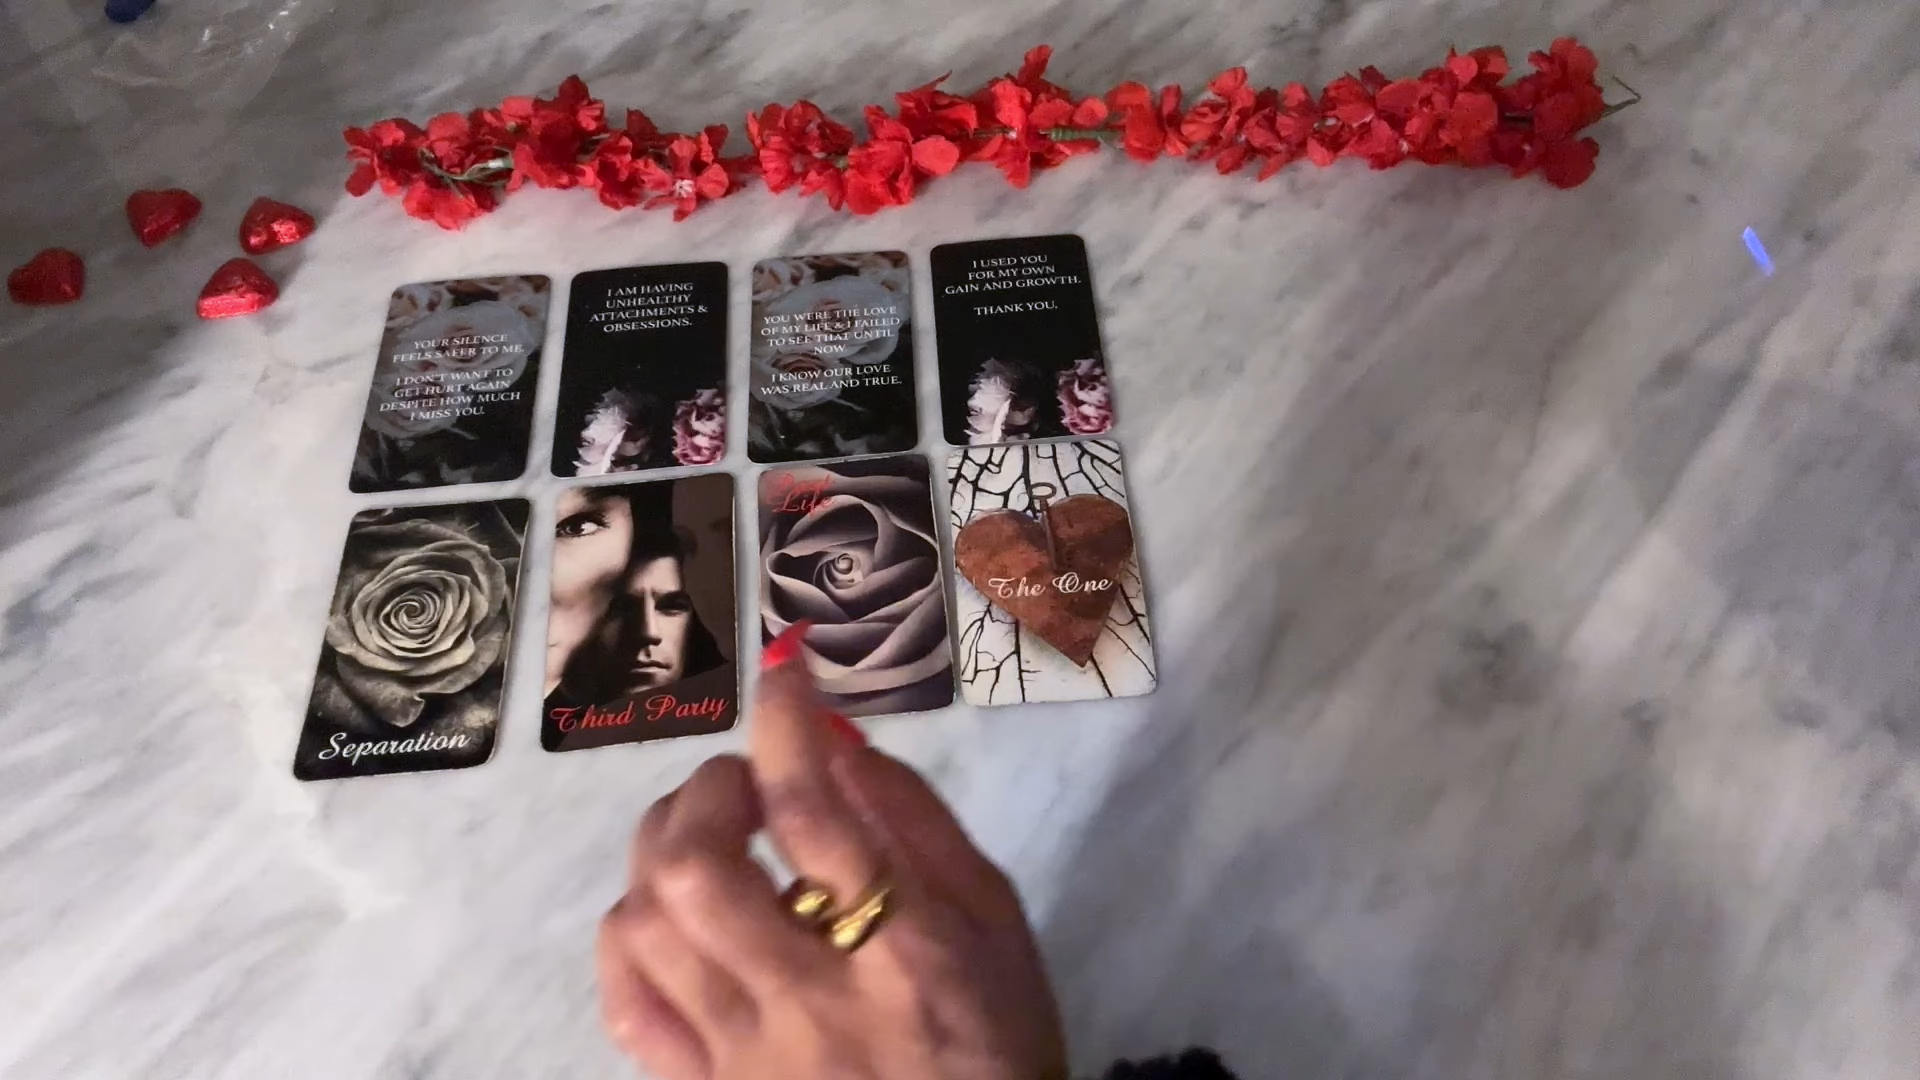 YOUR SILENCE
FEELS SAFER TO ME.
I DON'T WANT TO
GET HURT AGAIN
DESPITE HOW MUCH
I MISS YOU.
I AM HAVING
UNHEALTHY
ATTACHMENTS &
OBSESSIONS.
YOU WERE THE LOVE
OF MY LIFE & I FAILED
TO SEE THAT UNTIL
NOW
I KNOW OUR LOVE
WAS REAL AND TRUE.
I USED YOU
FOR MY OWN
GAIN AND GROWTH.
THANK YOU.
Separation
Third Party
Past
Life
The One